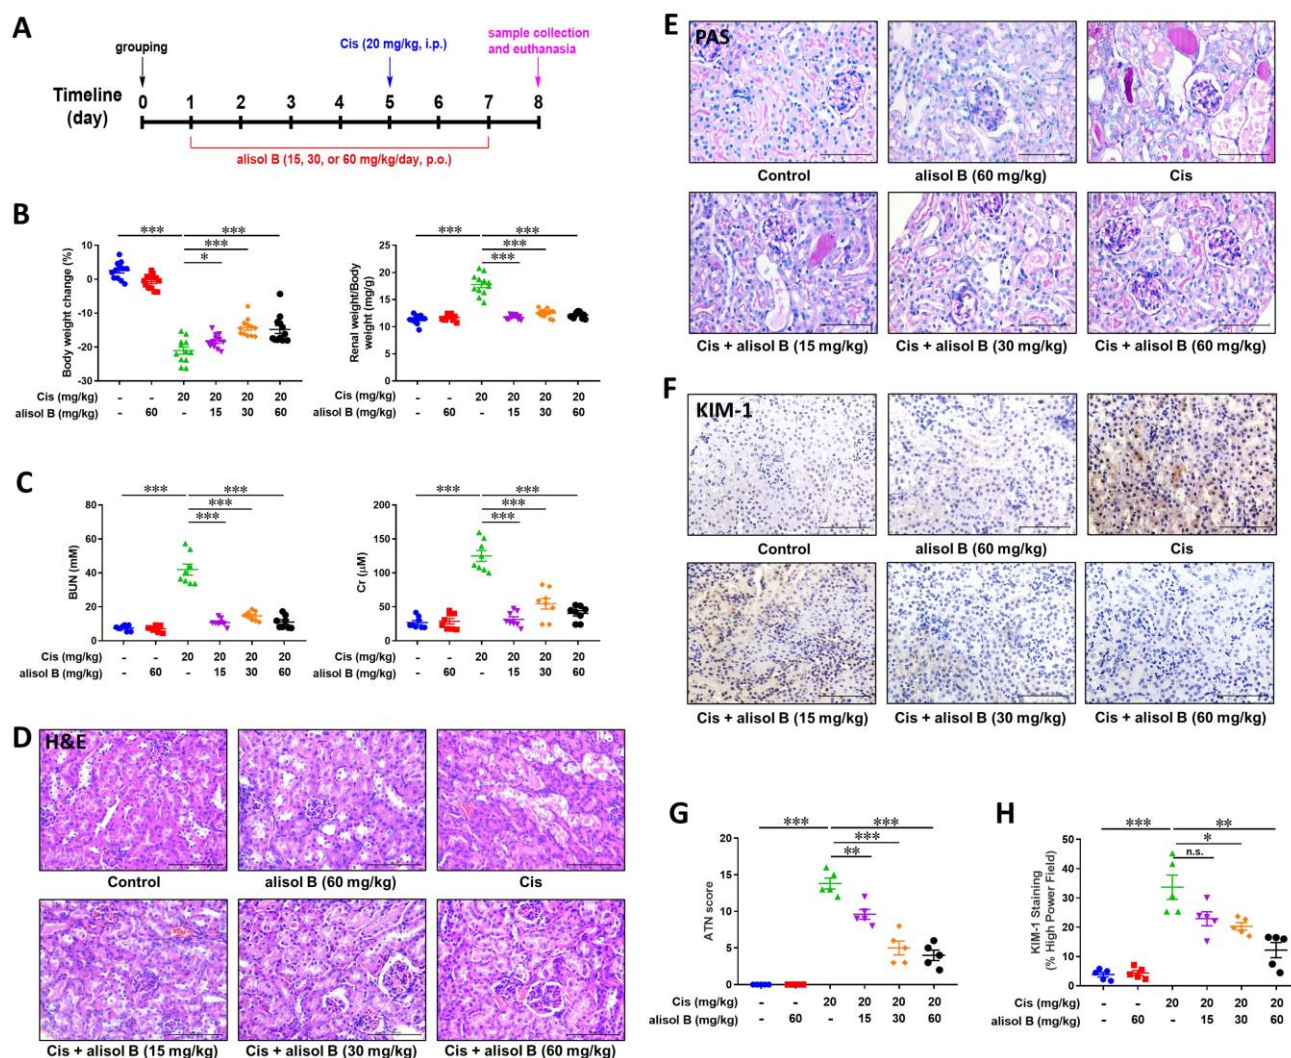 A
grouping
Cis (20 mg/kg, i.p.)
sample collection
and euthanasia
Timeline
(day)
0 1 2 3 4 5 6 7 8
alisol B (15, 30, or 60 mg/kg/day, p.o.)
B
*** ***
***
*
Body weight change (%)
10
0
-10
-20
-30
Cis (mg/kg) - - 20 20 20 20
alisol B (mg/kg) - 60 - 15 30 60
*** ***
***
***
Renal weight/Body
weight (mg/g)
25
20
15
10
5
0
Cis (mg/kg) - - 20 20 20 20
alisol B (mg/kg) - 60 - 15 30 60
C
*** ***
***
***
BUN (mM)
80
60
40
20
0
Cis (mg/kg) - - 20 20 20 20
alisol B (mg/kg) - 60 - 15 30 60
*** ***
***
***
Cr (μM)
200
150
100
50
0
Cis (mg/kg) - - 20 20 20 20
alisol B (mg/kg) - 60 - 15 30 60
D
H&E
Control
alisol B (60 mg/kg)
Cis
Cis + alisol B (15 mg/kg)
Cis + alisol B (30 mg/kg)
Cis + alisol B (60 mg/kg)
E
PAS
Control
alisol B (60 mg/kg)
Cis
Cis + alisol B (15 mg/kg)
Cis + alisol B (30 mg/kg)
Cis + alisol B (60 mg/kg)
F
KIM-1
Control
alisol B (60 mg/kg)
Cis
Cis + alisol B (15 mg/kg)
Cis + alisol B (30 mg/kg)
Cis + alisol B (60 mg/kg)
G
*** ***
***
**
ATN score
20
15
10
5
0
Cis (mg/kg) - - 20 20 20 20
alisol B (mg/kg) - 60 - 15 30 60
H
*** **
*
n.s.
KIM-1 Staining
(% High Power Field)
50
40
30
20
10
0
Cis (mg/kg) - - 20 20 20 20
alisol B (mg/kg) - 60 - 15 30 60